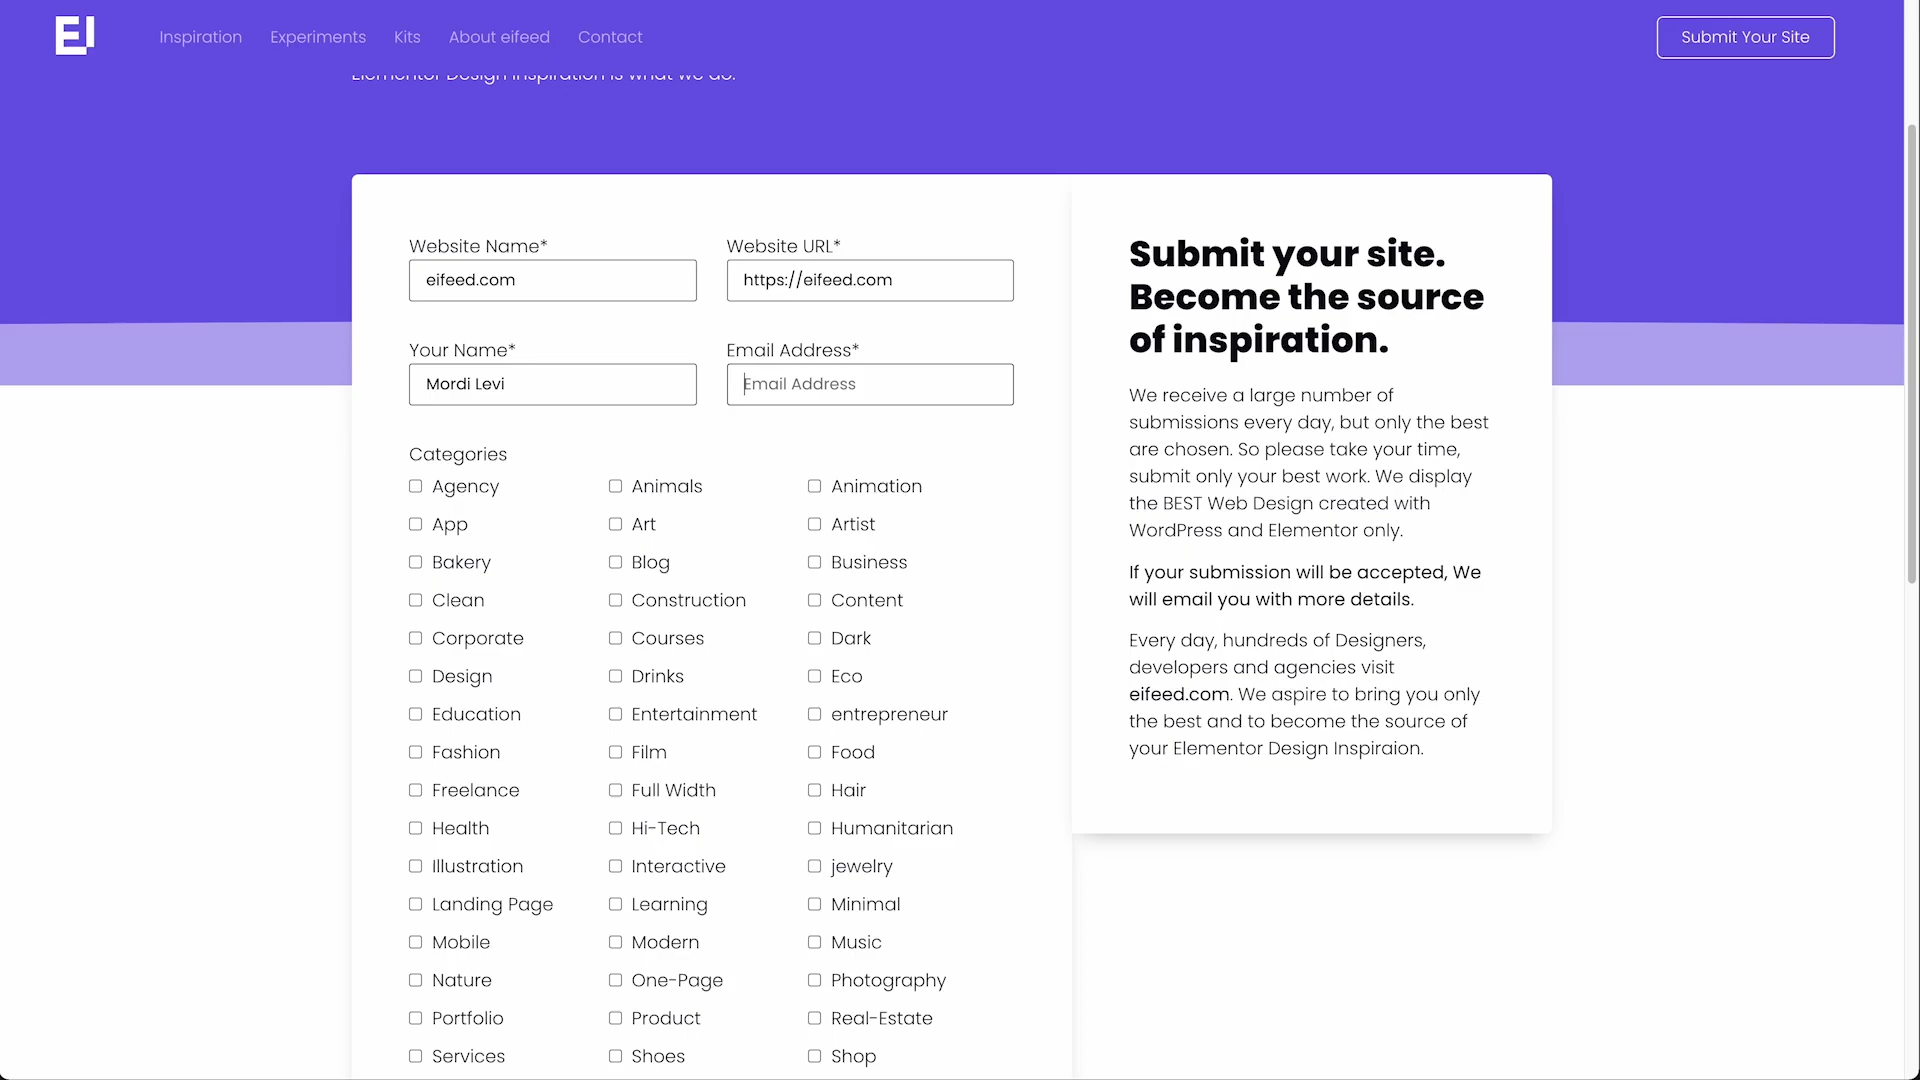 EI
Inspiration
Experiments
Kits
About eifeed
Contact
Submit Your Site
Elementor Design Inspiration is what we do.
Website Name*
Website URL*
eifeed.com
https://eifeed.com
Your Name*
Email Address*
Mordi Levi
Email Address
Categories
Agency
Animals
Animation
App
Art
Artist
Bakery
Blog
Business
Clean
Construction
Content
Corporate
Courses
Dark
Design
Drinks
Eco
Education
Entertainment
entrepreneur
Fashion
Film
Food
Freelance
Full Width
Hair
Health
Hi-Tech
Humanitarian
Illustration
Interactive
jewelry
Landing Page
Learning
Minimal
Mobile
Modern
Music
Nature
One-Page
Photography
Portfolio
Product
Real-Estate
Services
Shoes
Shop
Submit your site.
Become the source
of inspiration.
We receive a large number of
submissions every day, but only the best
are chosen. So please take your time,
submit only your best work. We display
the BEST Web Design created with
WordPress and Elementor only.
If your submission will be accepted, We
will email you with more details.
Every day, hundreds of Designers,
developers and agencies visit
eifeed.com. We aspire to bring you only
the best and to become the source of
your Elementor Design Inspiraion.